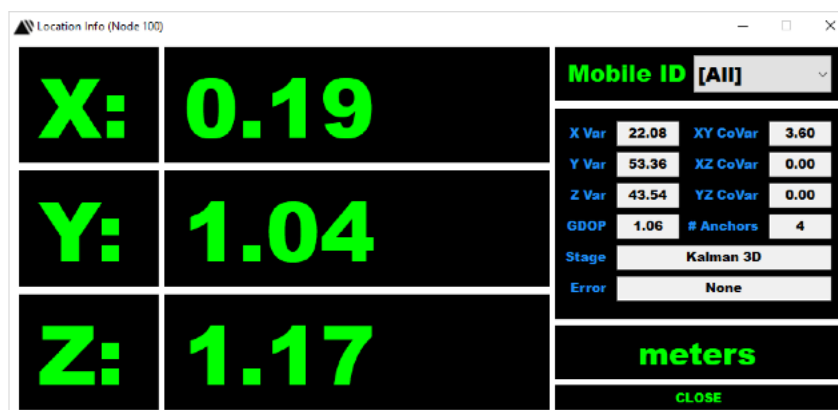 Location Info (Node 100)
X: 0.19
Y: 1.04
Z: 1.17
Mobile ID [All]
X Var 22.08 XY CoVar 3.60
Y Var 53.36 XZ CoVar 0.00
Z Var 43.54 YZ CoVar 0.00
GDOP 1.06 # Anchors 4
Stage Kalman 3D
Error None
meters
CLOSE